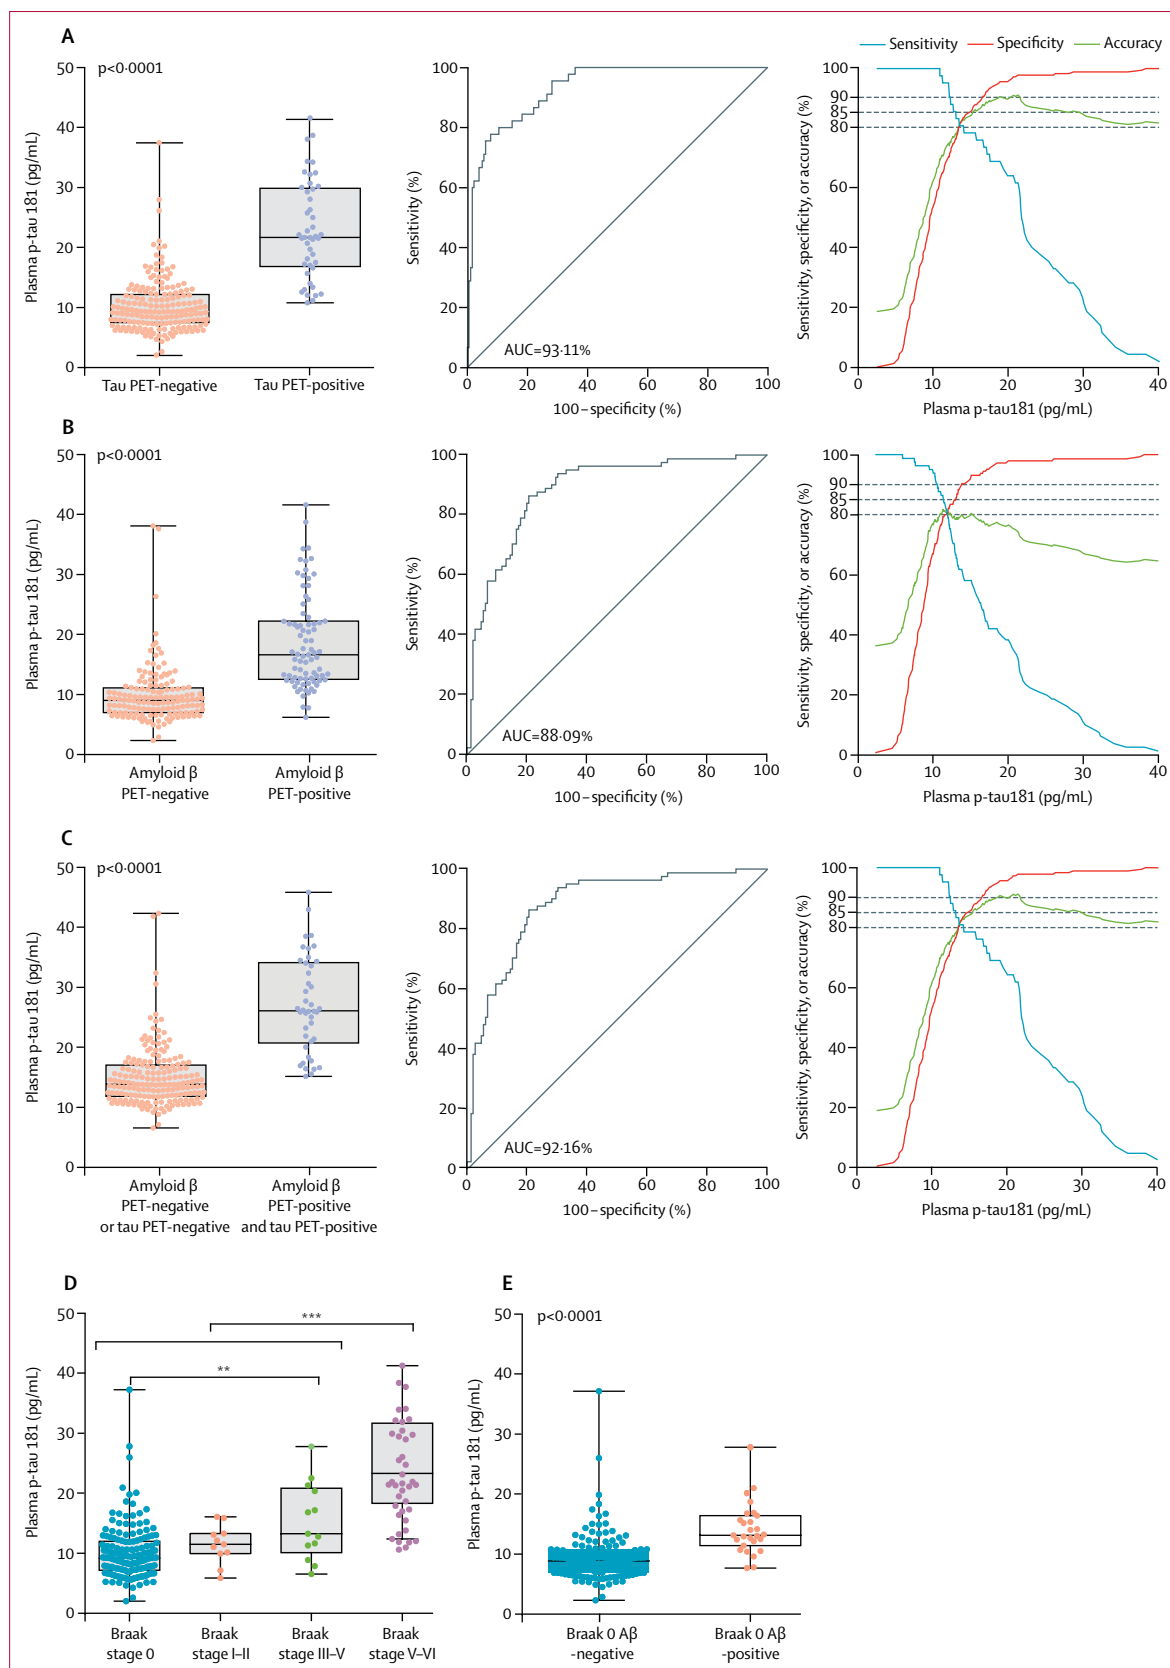 A
Sensitivity Specificity Accuracy
p<0·0001
50
40
30
20
10
0
Plasma p-tau 181 (pg/mL)
Tau PET-negative Tau PET-positive
100
80
60
40
20
0
Sensitivity (%)
AUC=93·11%
0 20 40 60 80 100
100–specificity (%)
100
90
85
80
60
40
20
0
Sensitivity, specificity, or accuracy (%)
0 10 20 30 40
Plasma p-tau181 (pg/mL)
B
p<0·0001
50
40
30
20
10
0
Plasma p-tau 181 (pg/mL)
Amyloid β Amyloid β
PET-negative PET-positive
100
80
60
40
20
0
Sensitivity (%)
AUC=88·09%
0 20 40 60 80 100
100–specificity (%)
100
90
85
80
60
40
20
0
Sensitivity, specificity, or accuracy (%)
0 10 20 30 40
Plasma p-tau181 (pg/mL)
C
p<0·0001
50
40
30
20
10
0
Plasma p-tau 181 (pg/mL)
Amyloid β Amyloid β
PET-negative PET-positive
or tau PET-negative and tau PET-positive
100
80
60
40
20
0
Sensitivity (%)
AUC=92·16%
0 20 40 60 80 100
100–specificity (%)
100
90
85
80
60
40
20
0
Sensitivity, specificity, or accuracy (%)
0 10 20 30 40
Plasma p-tau181 (pg/mL)
D
50
40
30
20
10
0
Plasma p-tau 181 (pg/mL)
***
**
Braak Braak Braak Braak
stage 0 stage I–II stage III–V stage V–VI
E
p<0·0001
50
40
30
20
10
0
Plasma p-tau 181 (pg/mL)
Braak 0 Aβ Braak 0 Aβ
-negative -positive